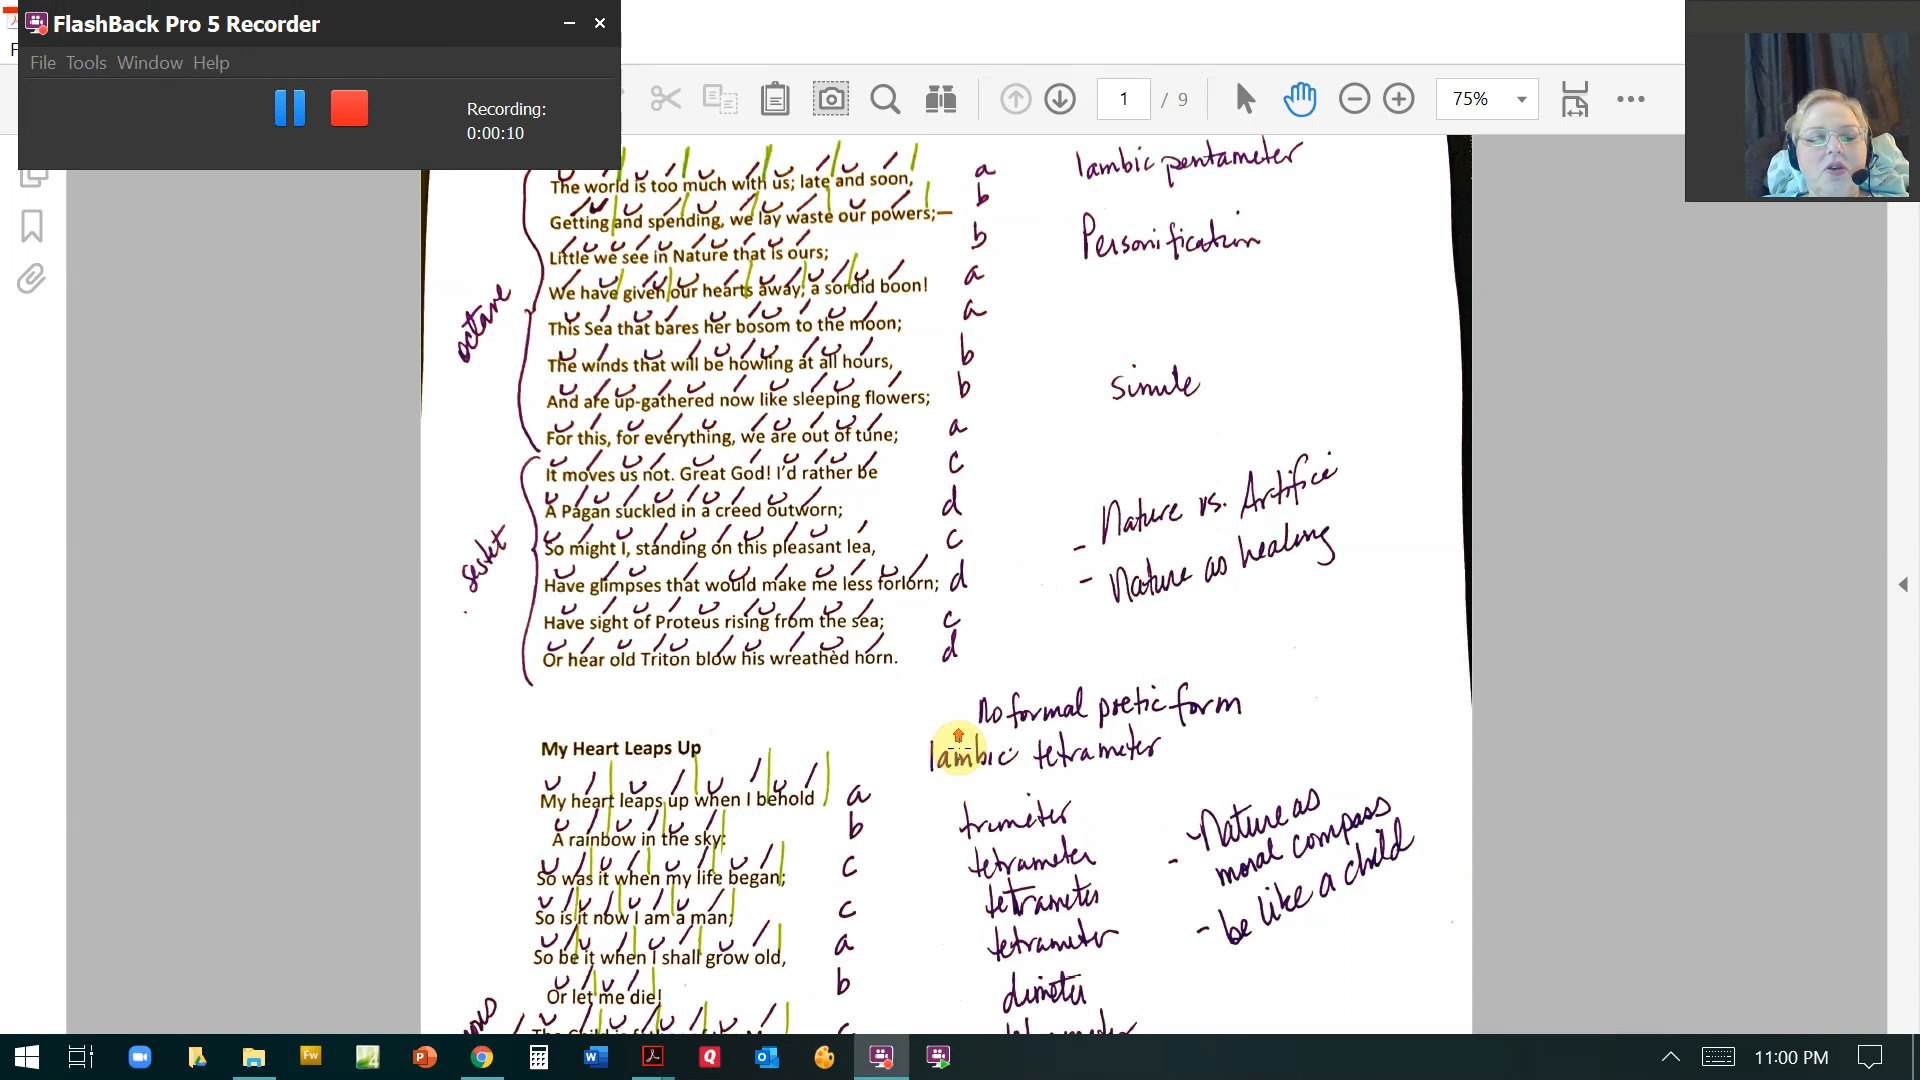 FlashBack Pro 5 Recorder
File Tools Window Help
Recording:
0:00:10
1 / 9
75%
The world is too much with us; late and soon, a Iambic pentameter
Getting and spending, we lay waste our powers;— b
Little we see in Nature that is ours; b Personification
We have given our hearts away, a sordid boon! a
This Sea that bares her bosom to the moon; a
octave
The winds that will be howling at all hours, b
And are up-gathered now like sleeping flowers; b simile
For this, for everything, we are out of tune; a
It moves us not. Great God! I'd rather be c
A Pagan suckled in a creed outworn; d - Nature vs. Artifice
So might I, standing on this pleasant lea, c
sestet
Have glimpses that would make me less forlorn; d - Nature as healing
Have sight of Proteus rising from the sea; c
Or hear old Triton blow his wreathèd horn. d
No formal poetic form
My Heart Leaps Up Iambic tetrameter
My heart leaps up when I behold a trimeter
A rainbow in the sky: b
So was it when my life began; c tetrameter
So is it now I am a man; c tetrameter
So be it when I shall grow old, a tetrameter
Or let me die! b dimeter
- Nature as
moral compass
- be like a child
Fw
11:00 PM